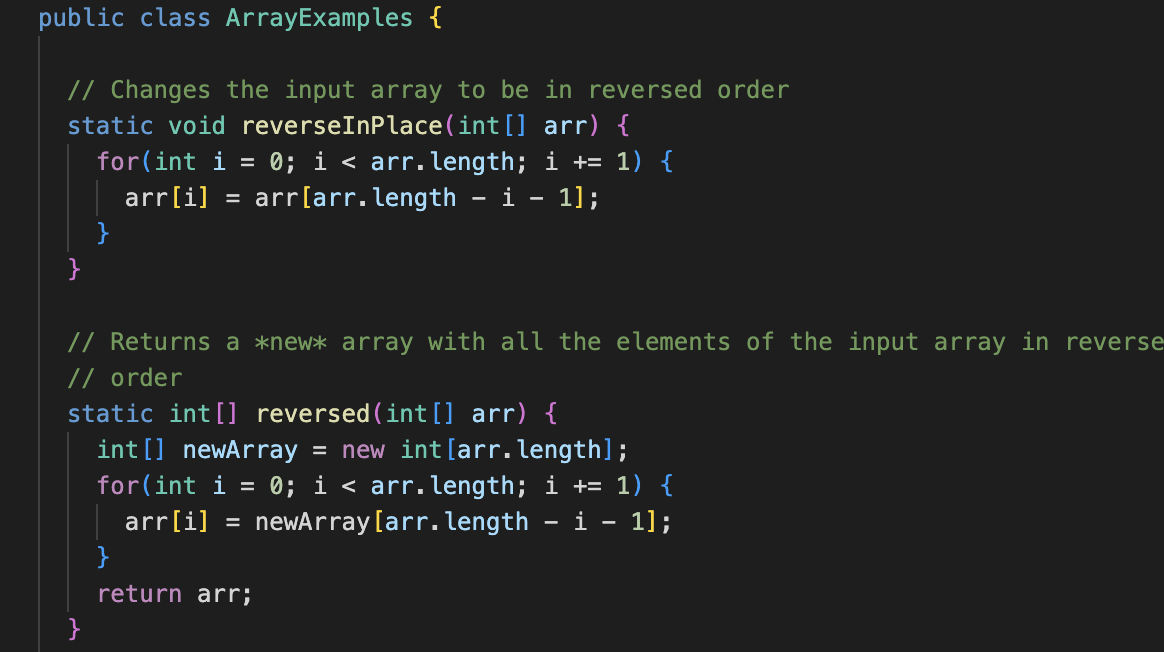 public class ArrayExamples {
// Changes the input array to be in reversed order
static void reverseInPlace(int[] arr) {
for(int i = 0; i < arr.length; i += 1) {
arr[i] = arr[arr.length - i - 1];
}
}
// Returns a *new* array with all the elements of the input array in reverse
// order
static int[] reversed(int[] arr) {
int[] newArray = new int[arr.length];
for(int i = 0; i < arr.length; i += 1) {
arr[i] = newArray[arr.length - i - 1];
}
return arr;
}